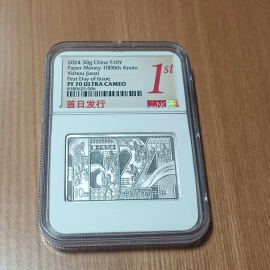 2024 30g China S10Y
Paper Money 1000th Anniv.
Yizhou Jiaozi
First Day of Issue
PF 70 ULTRA CAMEO
1st
首日发行
NGC